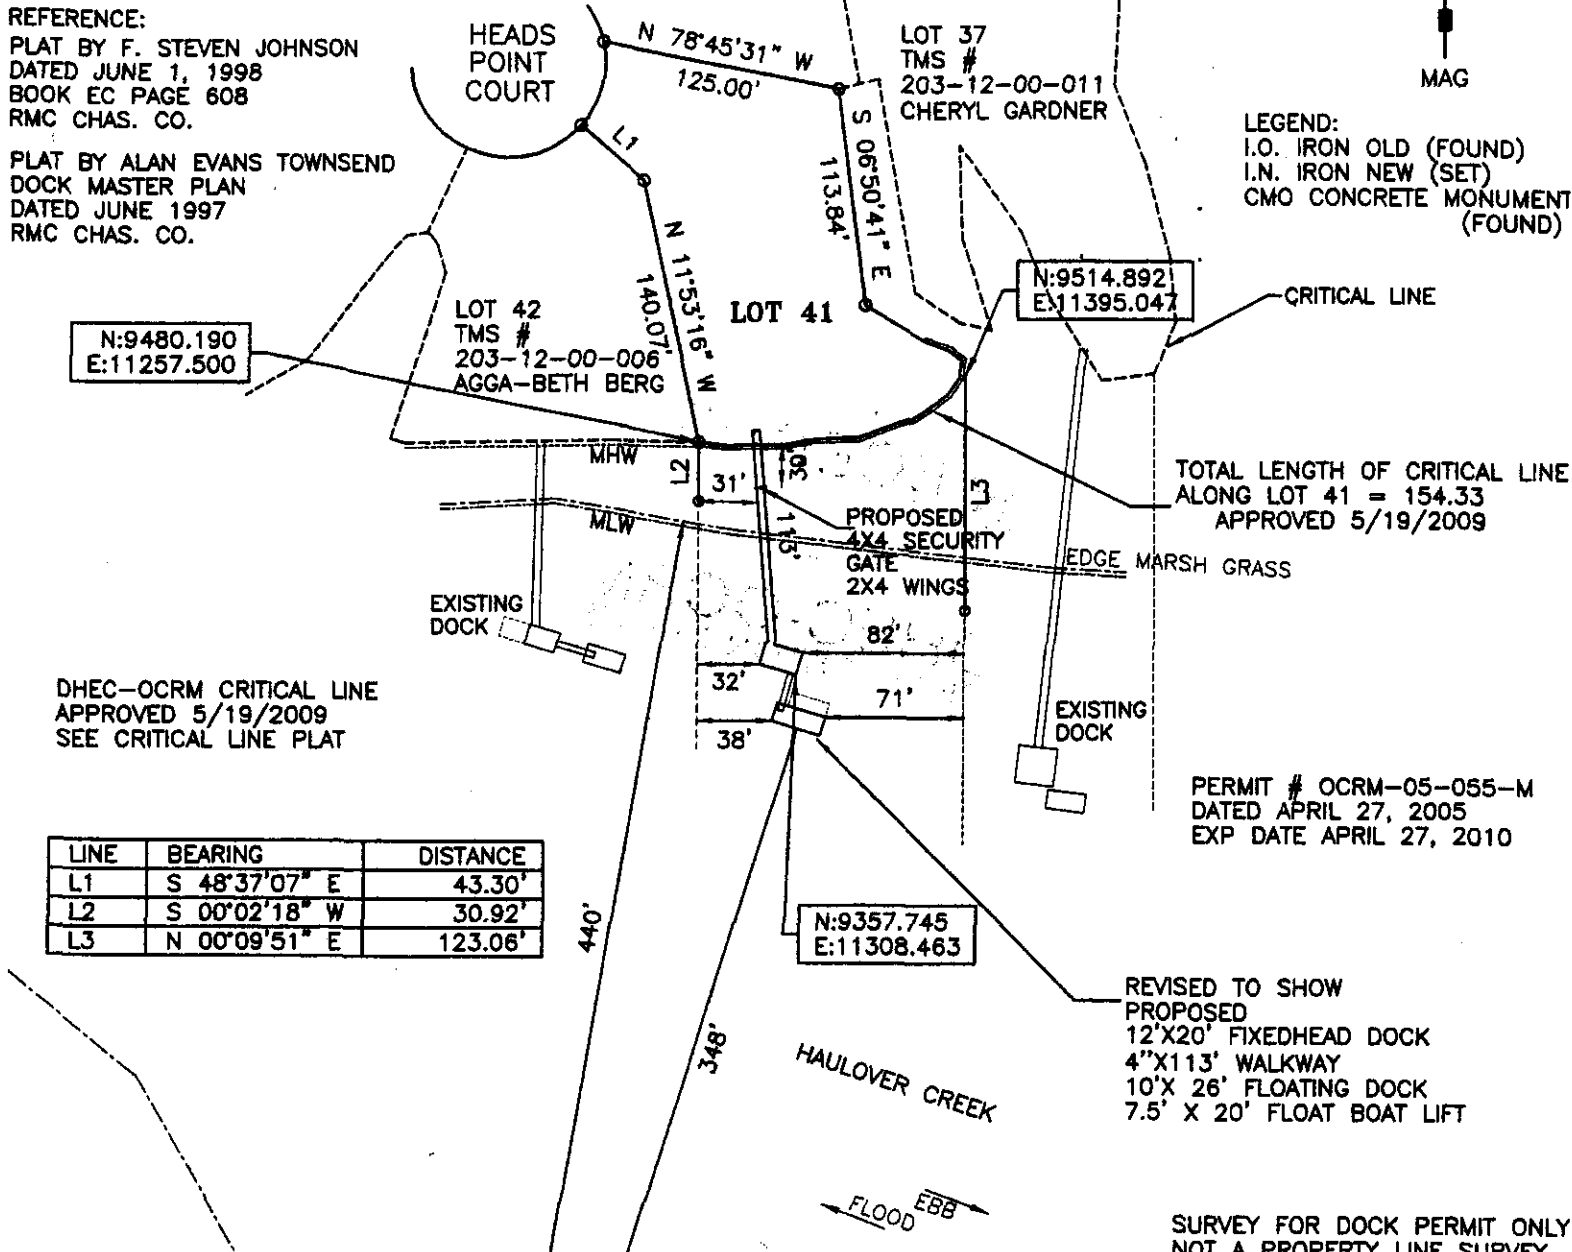 REFERENCE:
PLAT BY F. STEVEN JOHNSON
DATED JUNE 1, 1998
BOOK EC PAGE 608
RMC CHAS. CO.
PLAT BY ALAN EVANS TOWNSEND
DOCK MASTER PLAN
DATED JUNE 1997
RMC CHAS. CO.
HEADS
POINT
COURT
N 78°45'31" W
125.00'
L1
LOT 37
TMS #
203-12-00-011
CHERYL GARDNER
S 06°50'41" E
113.84'
MAG
LEGEND:
I.O. IRON OLD (FOUND)
I.N. IRON NEW (SET)
CMO CONCRETE MONUMENT
(FOUND)
N 11°53'16" W
140.07'
LOT 41
N:9514.892
E:11395.047
CRITICAL LINE
N:9480.190
E:11257.500
LOT 42
TMS #
203-12-00-006
AGGA-BETH BERG
MHW
L2
31'
30'
L3
113'
MLW
PROPOSED
4X4 SECURITY
GATE
2X4 WINGS
TOTAL LENGTH OF CRITICAL LINE
ALONG LOT 41 = 154.33
APPROVED 5/19/2009
EDGE MARSH GRASS
EXISTING
DOCK
82'
32'
71'
38'
EXISTING
DOCK
DHEC-OCRM CRITICAL LINE
APPROVED 5/19/2009
SEE CRITICAL LINE PLAT
PERMIT # OCRM-05-055-M
DATED APRIL 27, 2005
EXP DATE APRIL 27, 2010
LINE BEARING DISTANCE
L1 S 48°37'07" E 43.30'
L2 S 00°02'18" W 30.92'
L3 N 00°09'51" E 123.06'
440'
348'
N:9357.745
E:11308.463
REVISED TO SHOW
PROPOSED
12'X20' FIXEDHEAD DOCK
4"X113' WALKWAY
10'X 26' FLOATING DOCK
7.5' X 20' FLOAT BOAT LIFT
HAULOVER CREEK
FLOOD
EBB
SURVEY FOR DOCK PERMIT ONLY
NOT A PROPERTY LINE SURVEY